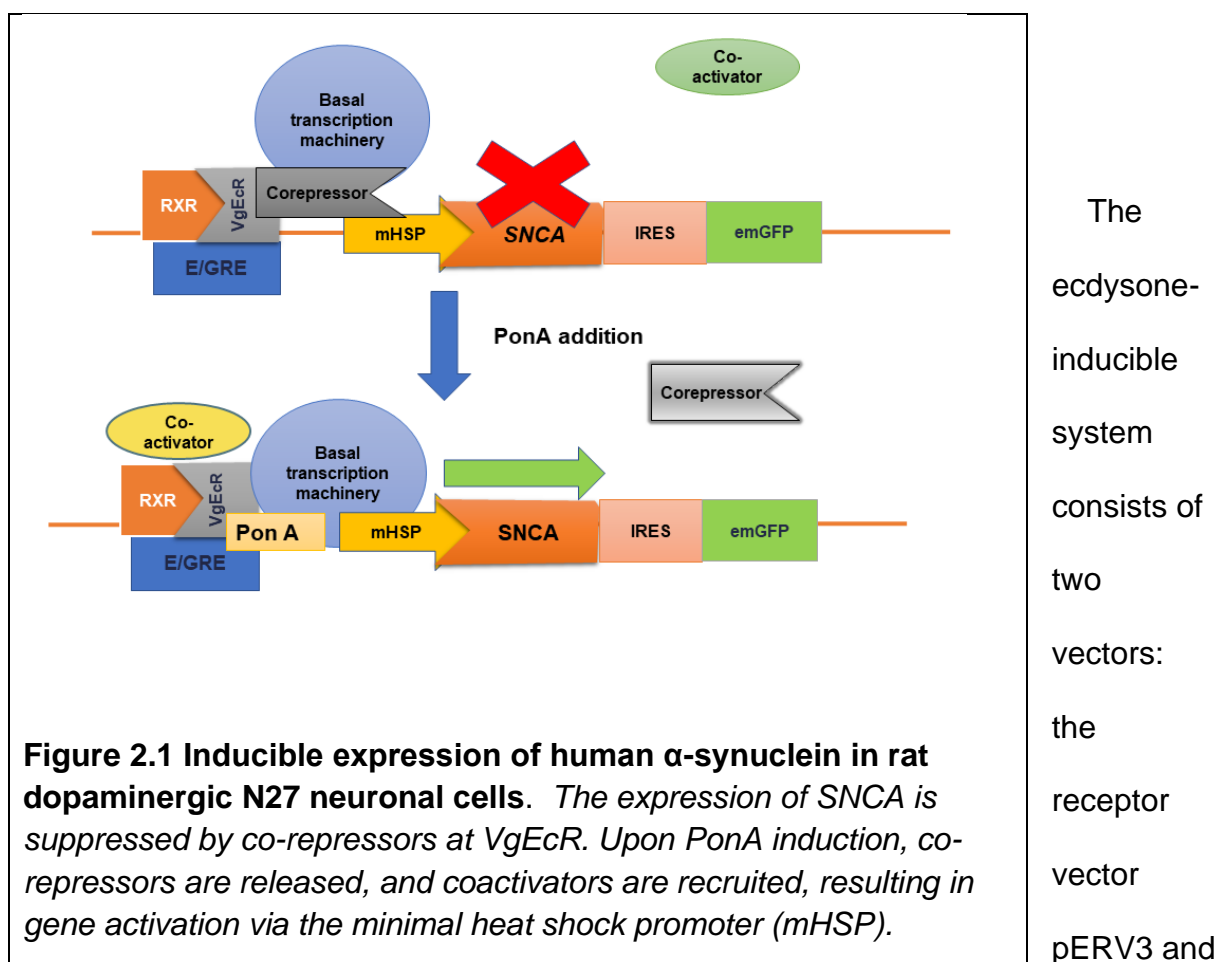 Co-
activator
Basal
transcription
machinery
Corepressor
RXR
VgEcR
mHSP
SNCA
IRES
emGFP
E/GRE
PonA addition
Corepressor
Co-
activator
Basal
transcription
machinery
RXR
VgEcR
Pon A
mHSP
SNCA
IRES
emGFP
E/GRE
Figure 2.1 Inducible expression of human α-synuclein in rat
dopaminergic N27 neuronal cells. The expression of SNCA is
suppressed by co-repressors at VgEcR. Upon PonA induction, co-
repressors are released, and coactivators are recruited, resulting in
gene activation via the minimal heat shock promoter (mHSP).
The
ecdysone-
inducible
system
consists of
two
vectors:
the
receptor
vector
pERV3 and